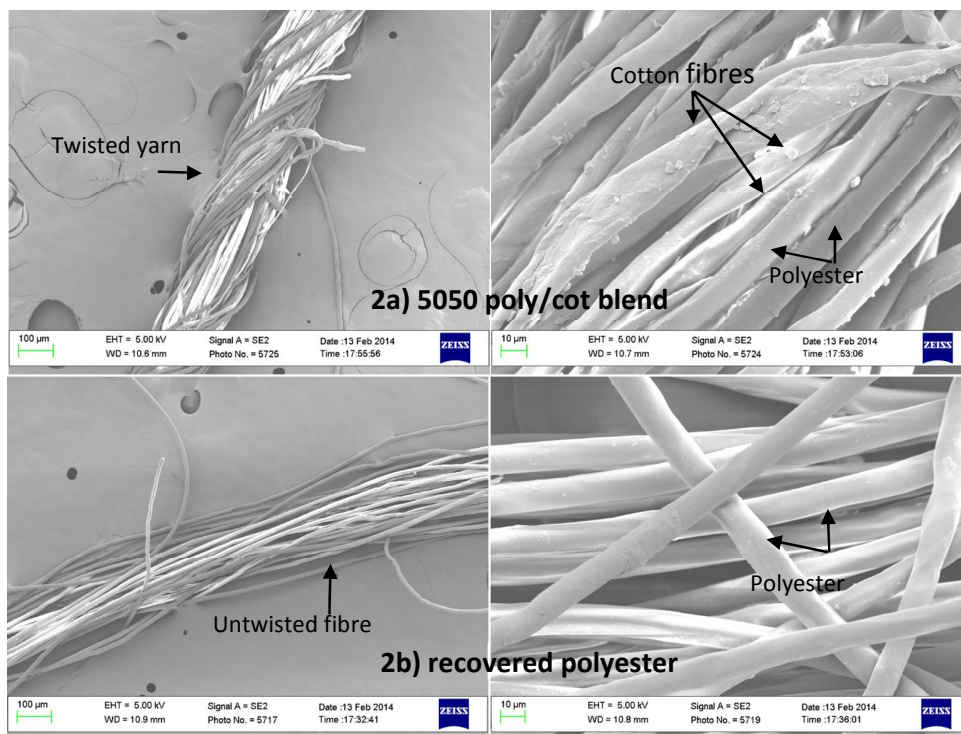 Twisted yarn
Cotton fibres
Polyester
2a) 5050 poly/cot blend
100 µm
EHT = 5.00 kV
Signal A = SE2
Date :13 Feb 2014
WD = 10.6 mm
Photo No. = 5725
Time :17:55:56
ZEISS
10 µm
EHT = 5.00 kV
Signal A = SE2
Date :13 Feb 2014
WD = 10.7 mm
Photo No. = 5724
Time :17:53:06
ZEISS
Untwisted fibre
Polyester
2b) recovered polyester
100 µm
EHT = 5.00 kV
Signal A = SE2
Date :13 Feb 2014
WD = 10.9 mm
Photo No. = 5717
Time :17:32:41
ZEISS
10 µm
EHT = 5.00 kV
Signal A = SE2
Date :13 Feb 2014
WD = 10.8 mm
Photo No. = 5719
Time :17:36:01
ZEISS